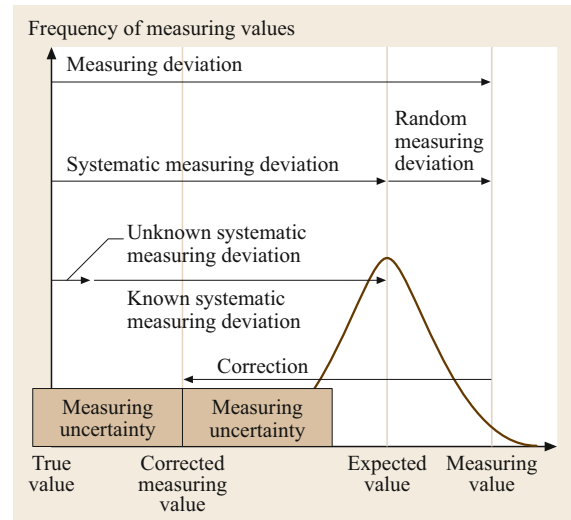 Frequency of measuring values
Measuring deviation
Random
measuring
deviation
Systematic measuring deviation
Unknown systematic
measuring deviation
Known systematic
measuring deviation
Correction
Measuring
uncertainty
Measuring
uncertainty
True
value
Corrected
measuring
value
Expected
value
Measuring
value